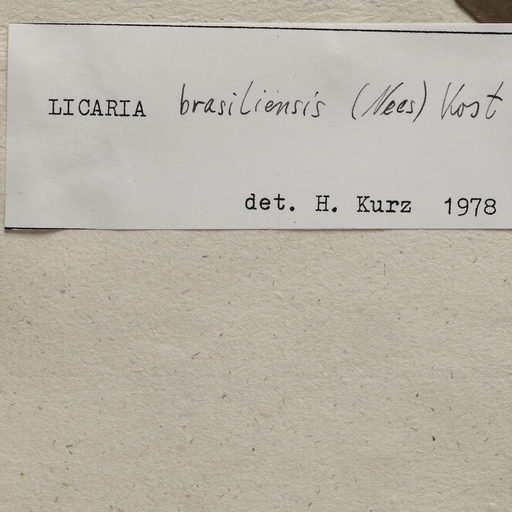 LICARIA brasiliensis (Nees) Kost
det. H. Kurz 1978